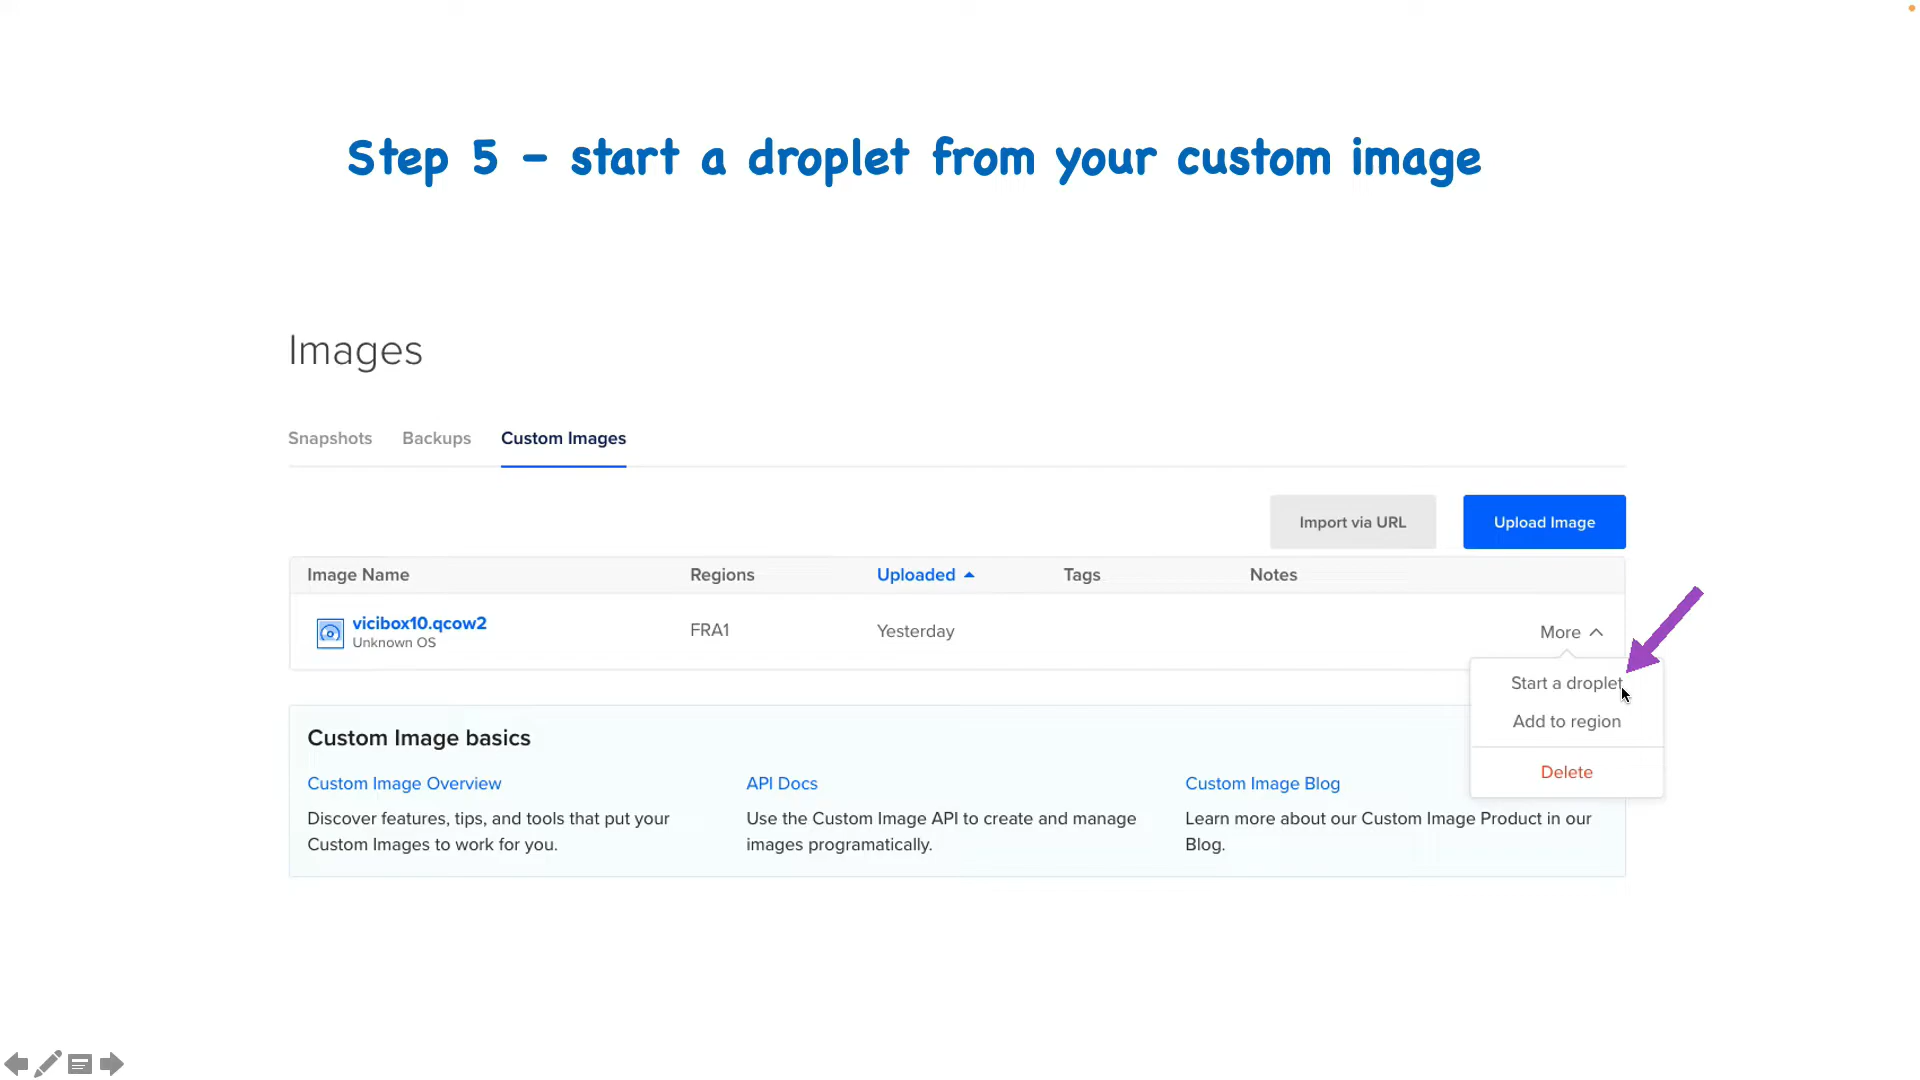 Step 5 - start a droplet from your custom image
Images
Snapshots
Backups
Custom Images
Import via URL
Upload Image
Image Name
Regions
Uploaded
Tags
Notes
vicibox10.qcow2
Unknown OS
FRA1
Yesterday
More
Start a droplet
Add to region
Delete
Custom Image basics
Custom Image Overview
Discover features, tips, and tools that put your
Custom Images to work for you.
API Docs
Use the Custom Image API to create and manage
images programatically.
Custom Image Blog
Learn more about our Custom Image Product in our
Blog.